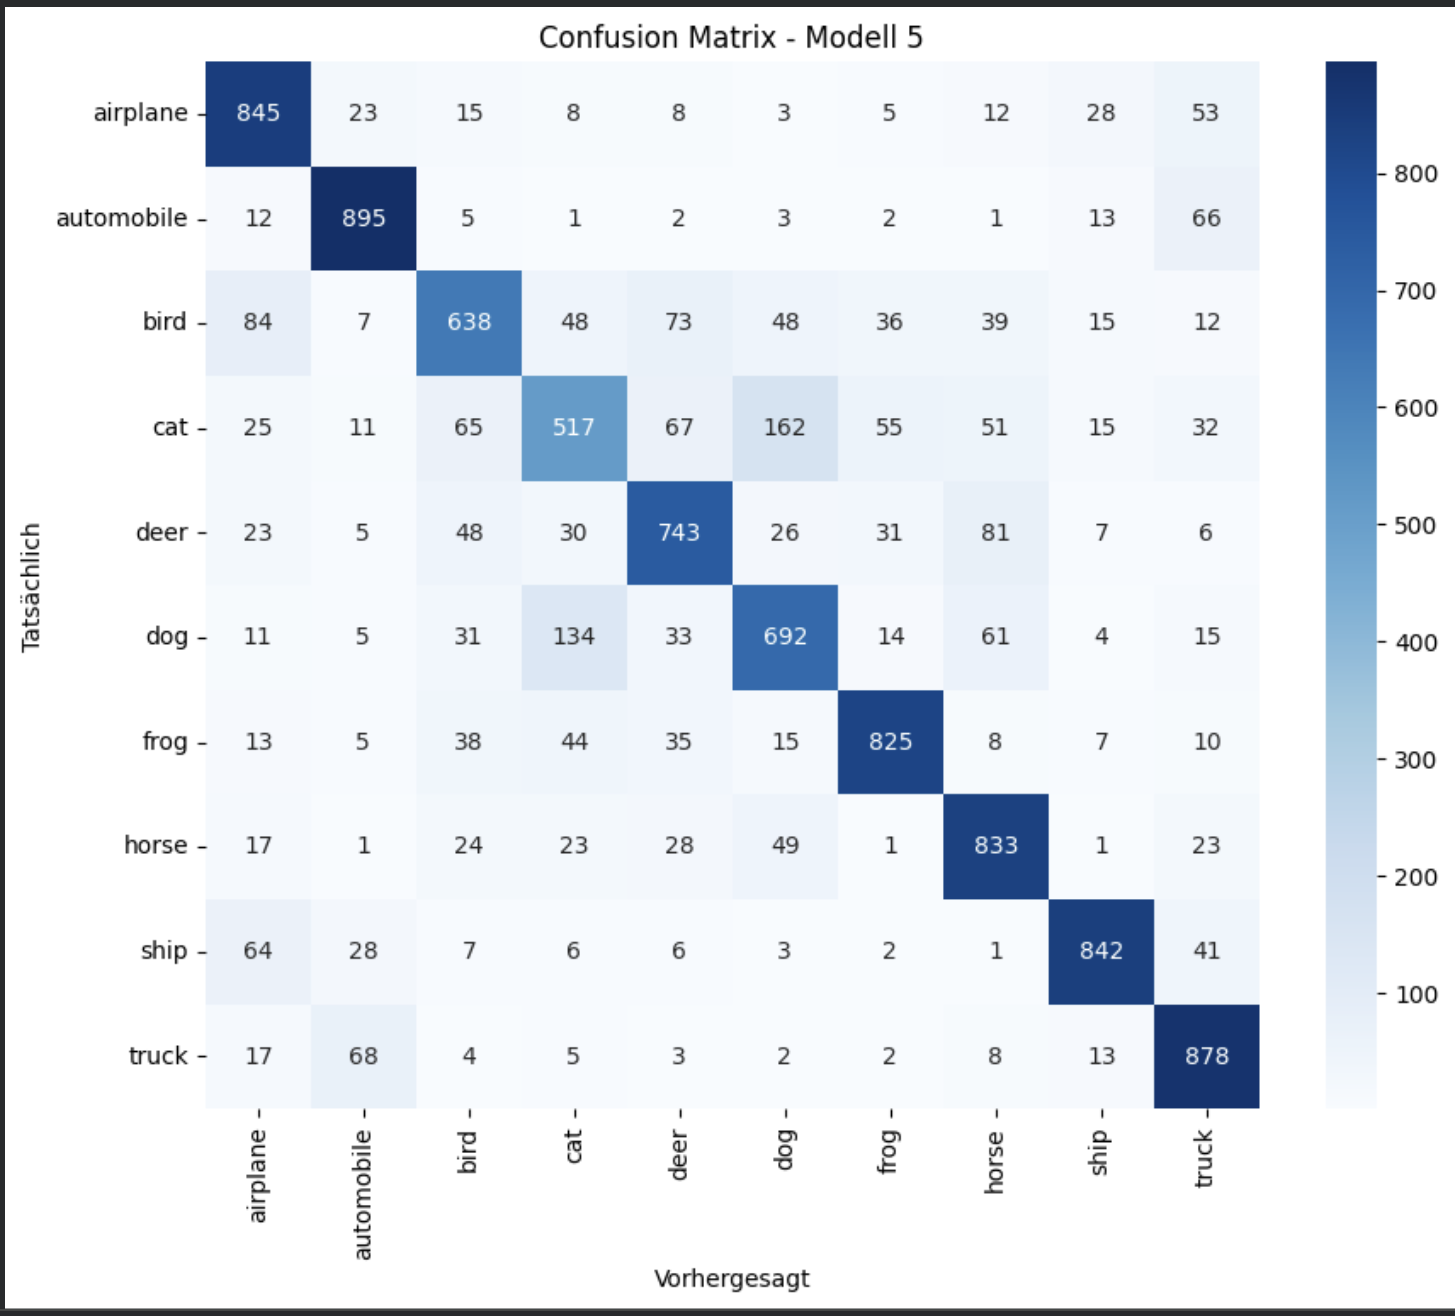 Confusion Matrix - Modell 5
airplane 845 23 15 8 8 3 5 12 28 53
automobile 12 895 5 1 2 3 2 1 13 66
bird 84 7 638 48 73 48 36 39 15 12
cat 25 11 65 517 67 162 55 51 15 32
deer 23 5 48 30 743 26 31 81 7 6
dog 11 5 31 134 33 692 14 61 4 15
frog 13 5 38 44 35 15 825 8 7 10
horse 17 1 24 23 28 49 1 833 1 23
ship 64 28 7 6 6 3 2 1 842 41
truck 17 68 4 5 3 2 2 8 13 878
airplane automobile bird cat deer dog frog horse ship truck
Vorhergesagt
Tatsächlich
800
700
600
500
400
300
200
100